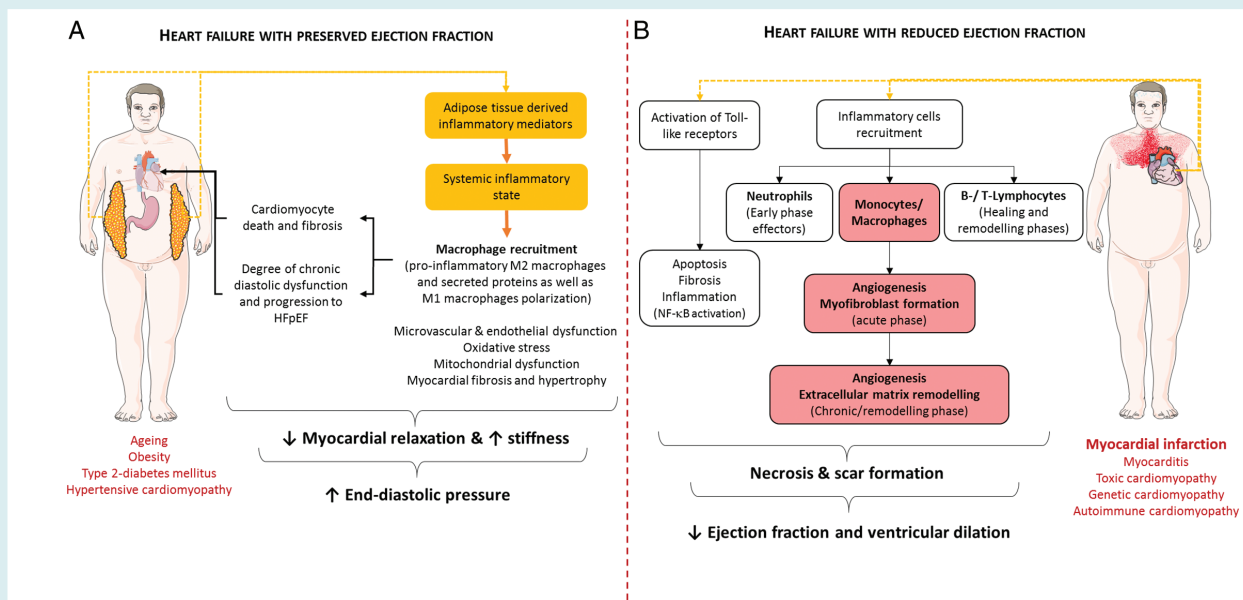 A
HEART FAILURE WITH PRESERVED EJECTION FRACTION
Adipose tissue derived
inflammatory mediators
Systemic inflammatory
state
Macrophage recruitment
(pro-inflammatory M2 macrophages
and secreted proteins as well as
M1 macrophages polarization)
Cardiomyocyte
death and fibrosis
Degree of chronic
diastolic dysfunction
and progression to
HFpEF
Microvascular & endothelial dysfunction
Oxidative stress
Mitochondrial dysfunction
Myocardial fibrosis and hypertrophy
↓ Myocardial relaxation & ↑ stiffness
↑ End-diastolic pressure
Ageing
Obesity
Type 2-diabetes mellitus
Hypertensive cardiomyopathy
B
HEART FAILURE WITH REDUCED EJECTION FRACTION
Activation of Toll-
like receptors
Inflammatory cells
recruitment
Neutrophils
(Early phase
effectors)
Monocytes/
Macrophages
B-/ T-Lymphocytes
(Healing and
remodelling phases)
Apoptosis
Fibrosis
Inflammation
(NF-κB activation)
Angiogenesis
Myofibroblast formation
(acute phase)
Angiogenesis
Extracellular matrix remodelling
(Chronic/remodelling phase)
Necrosis & scar formation
↓ Ejection fraction and ventricular dilation
Myocardial infarction
Myocarditis
Toxic cardiomyopathy
Genetic cardiomyopathy
Autoimmune cardiomyopathy